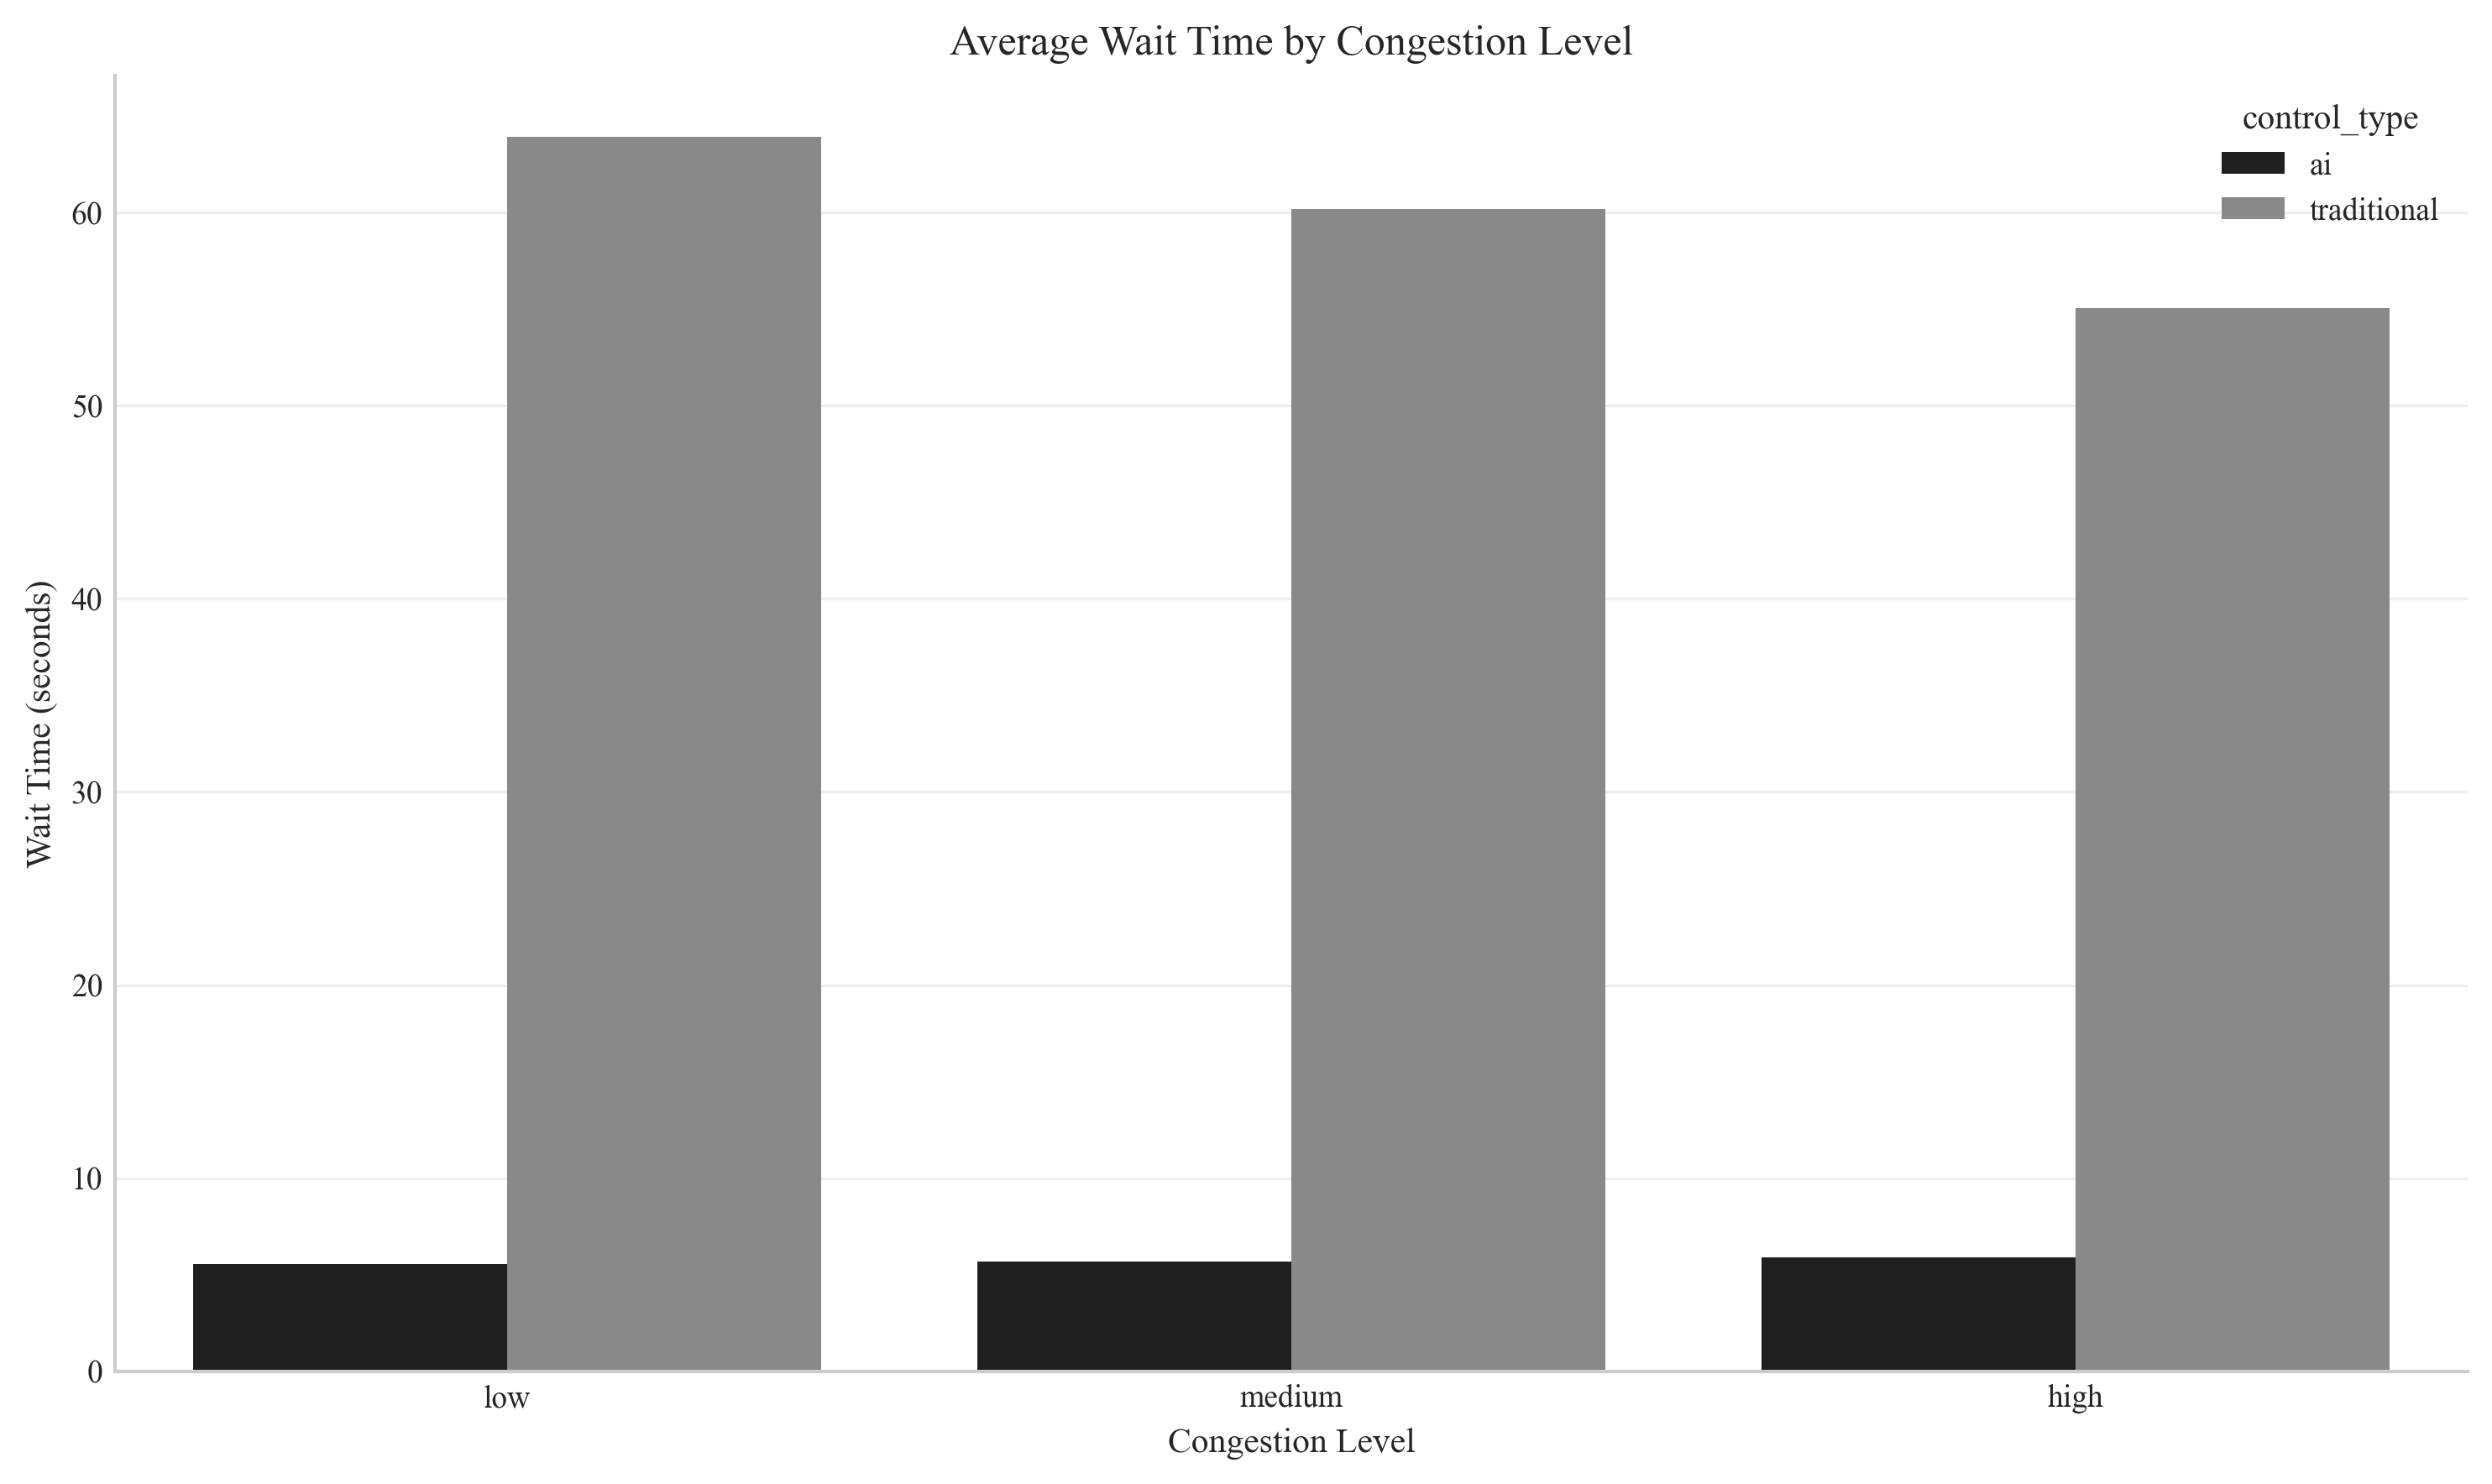 Average Wait Time by Congestion Level
control_type
ai
traditional
Wait Time (seconds)
60
50
40
30
20
10
0
low
medium
high
Congestion Level